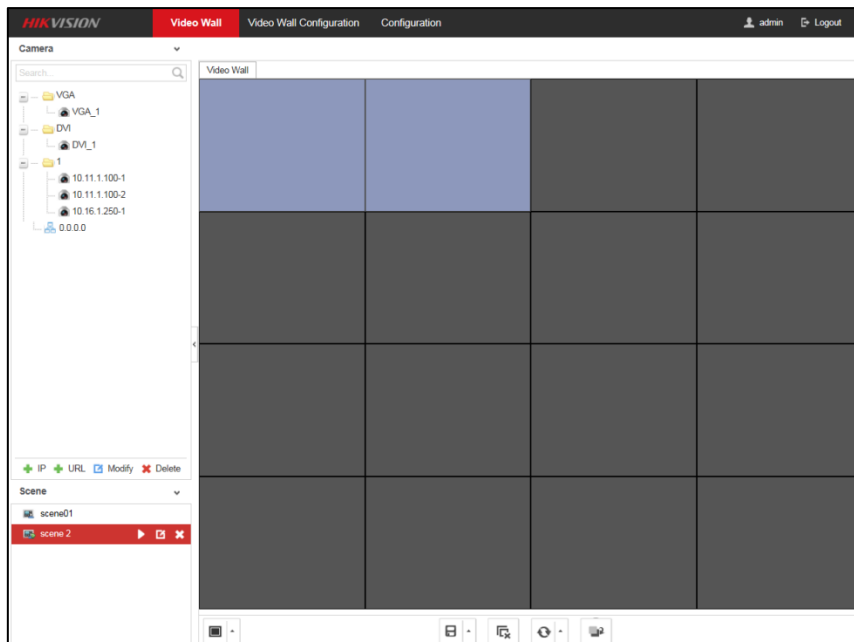 HIKVISION Video Wall Video Wall Configuration Configuration admin Logout
Camera
Search...
Video Wall
VGA
VGA_1
DVI
DVI_1
1
10.11.1.100-1
10.11.1.100-2
10.16.1.250-1
0.0.0.0
IP URL Modify Delete
Scene
scene01
scene 2